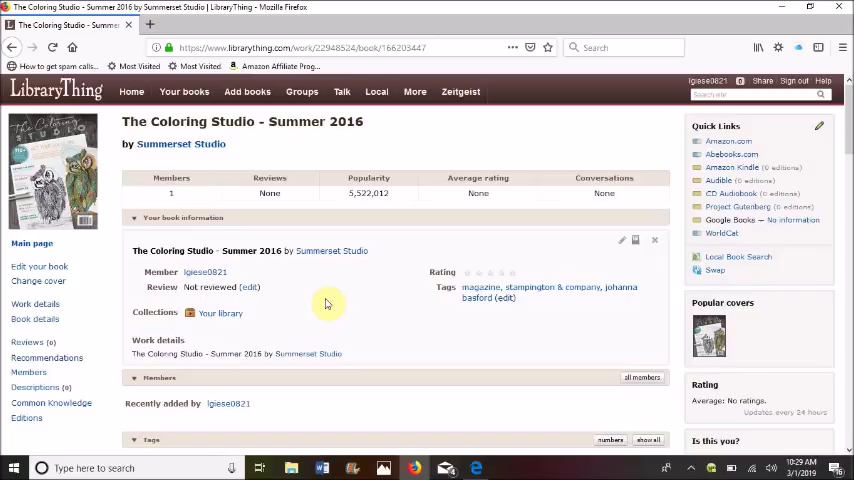 The Coloring Studio - Summer 2016 by Summerset Studio | LibraryThing - Mozilla Firefox
The Coloring Studio - Summer
https://www.librarything.com/work/22948524/book/166203447
Search
How to get spam calls...
Most Visited
Most Visited
Amazon Affiliate Prog...
LibraryThing
Home
Your books
Add books
Groups
Talk
Local
More
Zeitgeist
lgiese0821
0
Share
Sign out
Help
Search site
The Coloring Studio - Summer 2016
by Summerset Studio
Members
Reviews
Popularity
Average rating
Conversations
1
None
5,522,012
None
None
Your book information
The Coloring Studio - Summer 2016 by Summerset Studio
Member lgiese0821
Review Not reviewed (edit)
Collections Your library
Rating
Tags magazine, stampington & company, johanna
basford (edit)
Work details
The Coloring Studio - Summer 2016 by Summerset Studio
Members
all members
Recently added by lgiese0821
Tags
numbers
show all
The Coloring
STUDIO
Main page
Edit your book
Change cover
Work details
Book details
Reviews (0)
Recommendations
Members
Descriptions (0)
Common Knowledge
Editions
Quick Links
Amazon.com
Abebooks.com
Amazon Kindle (0 editions)
Audible (0 editions)
CD Audiobook (0 editions)
Project Gutenberg (0 editions)
Google Books — No information
WorldCat
Local Book Search
Swap
Popular covers
Rating
Average: No ratings.
Updates every 24 hours
Is this you?
Type here to search
10:29 AM
3/1/2019